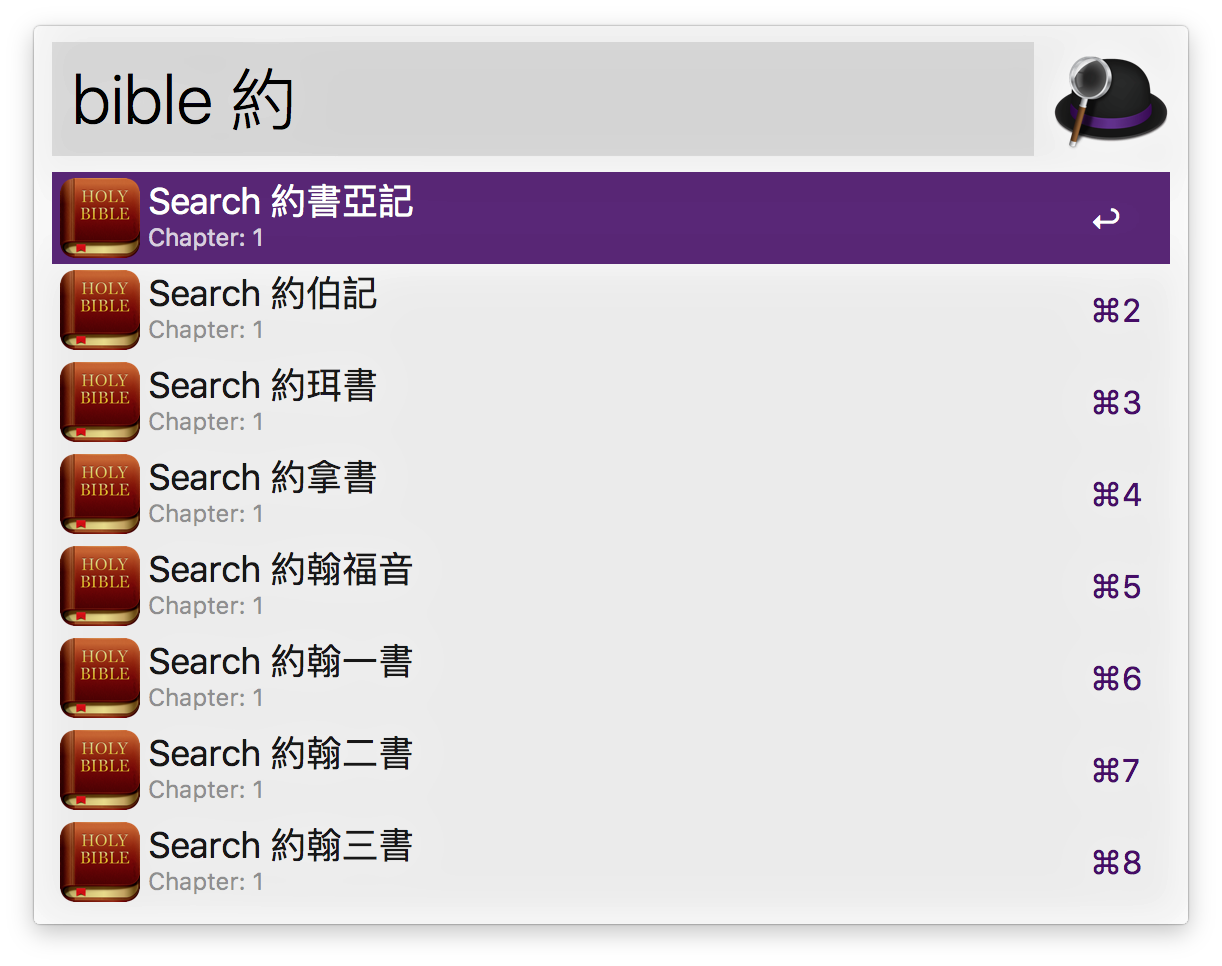 bible 約
HOLY
BIBLE
Search 約書亞記
Chapter: 1
HOLY
BIBLE
Search 約伯記
Chapter: 1
⌘2
HOLY
BIBLE
Search 約珥書
Chapter: 1
⌘3
HOLY
BIBLE
Search 約拿書
Chapter: 1
⌘4
HOLY
BIBLE
Search 約翰福音
Chapter: 1
⌘5
HOLY
BIBLE
Search 約翰一書
Chapter: 1
⌘6
HOLY
BIBLE
Search 約翰二書
Chapter: 1
⌘7
HOLY
BIBLE
Search 約翰三書
Chapter: 1
⌘8